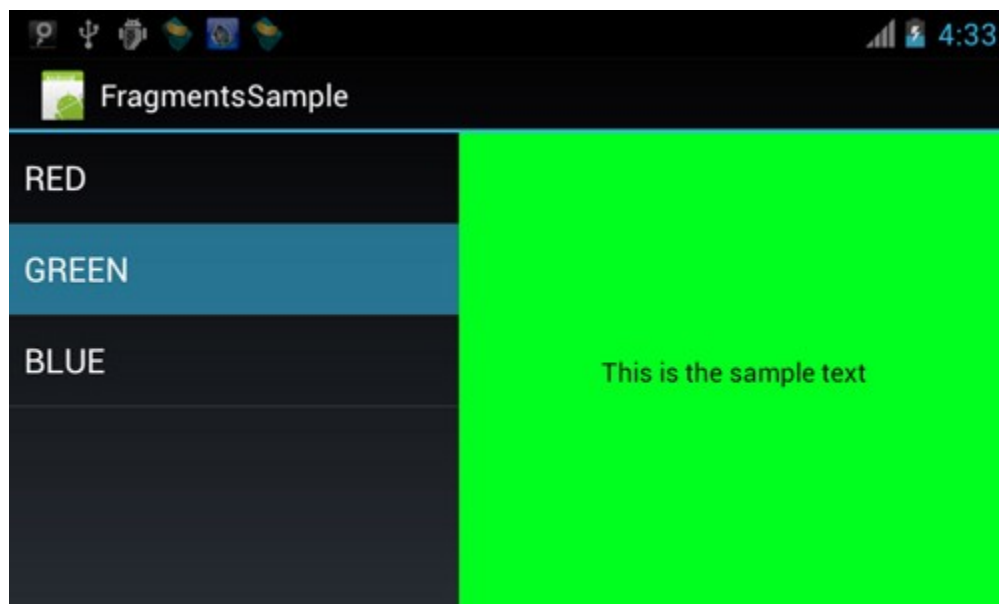 4:33
FragmentsSample
RED
GREEN
BLUE
This is the sample text